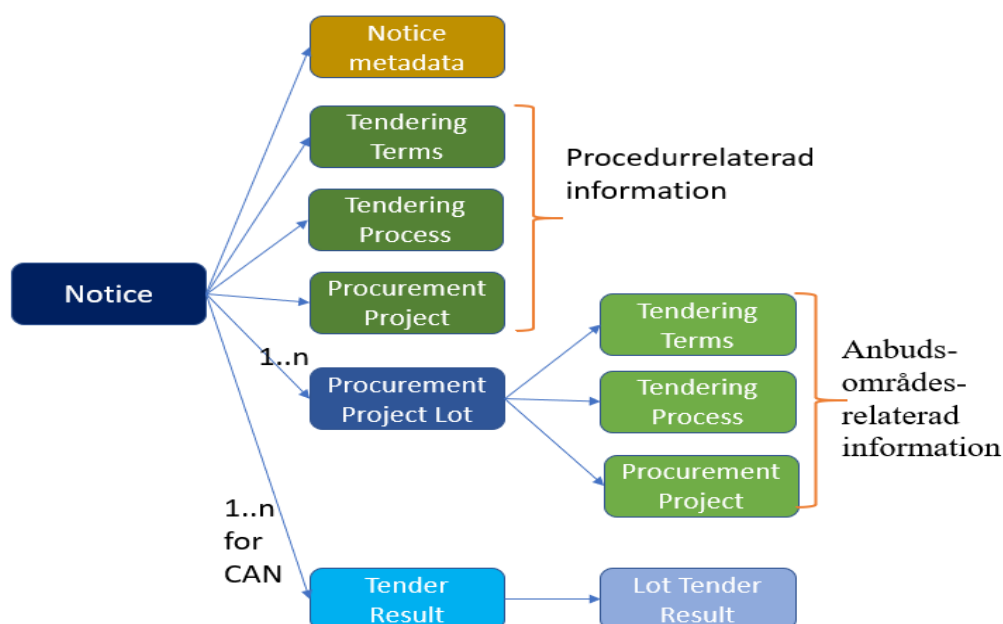 Notice
metadata
Tendering
Terms
Procedurrelaterad
information
Tendering
Process
Notice
Procurement
Project
1..n
Procurement
Project Lot
Tendering
Terms
Tendering
Process
Procurement
Project
Anbuds-
områdes-
relaterad
information
1..n
for
CAN
Tender
Result
Lot Tender
Result